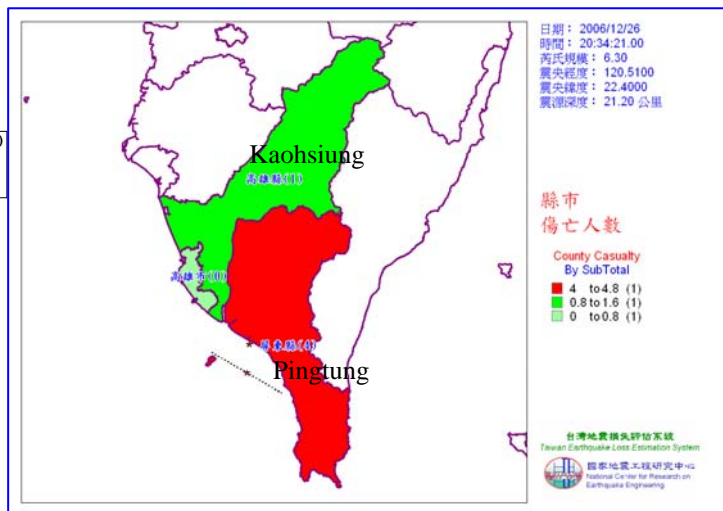 日期：2006/12/26
時間：20:34:21.00
芮氏規模：6.30
震央經度：120.5100
震央緯度：22.4000
震源深度：21.20 公里
Kaohsiung
高雄縣(1)
高雄市(0)
屏東縣(4)
Pingtung
縣市
傷亡人數
County Casualty
By SubTotal
4 to 4.8 (1)
0.8 to 1.6 (1)
0 to 0.8 (1)
台灣地震損失評估系統
Taiwan Earthquake Loss Estimation System
國家地震工程研究中心
National Center for Research on
Earthquake Engineering